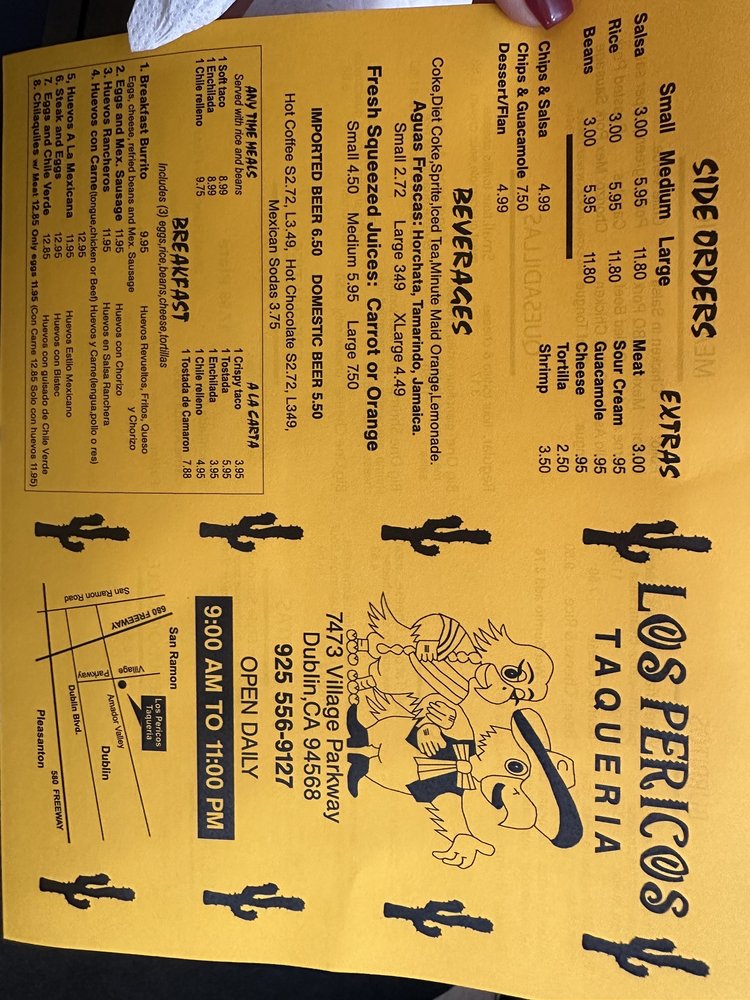 SIDE ORDERS
Small Medium Large
Salsa 3.00 5.95 11.80
Rice 3.00 5.95 11.80
Beans 3.00 5.95 11.80
Chips & Salsa 4.99
Chips & Guacamole 7.50
Dessert/Flan 4.99
EXTRAS
Meat 3.00
Sour Cream .95
Guacamole .95
Cheese .95
Tortilla 2.50
Shrimp 3.50
BEVERAGES
Coke,Diet Coke,Sprite,Iced Tea,Minute Maid Orange,Lemonade.
Aguas Frescas: Horchata, Tamarindo, Jamaica.
Small 2.72 Large 349 XLarge 4.49
Fresh Squeezed Juices: Carrot or Orange
Small 4.50 Medium 5.95 Large 7.50
IMPORTED BEER 6.50 DOMESTIC BEER 5.50
Hot Coffee S2.72, L3.49, Hot Chocolate S2.72, L349,
Mexican Sodas 3.75
ANY TIME MEALS
Served with rice and beans
1 Soft taco 8.99
1 Enchilada 8.99
1 Chile relleno 9.75
A LA CARTA
1 Crispy taco 3.95
1 Tostada 5.95
1 Enchilada 3.95
1 Chile relleno 4.95
1 Tostada de Camaron 7.88
BREAKFAST
Includes (3) eggs,rice,beans,cheese,tortillas
1. Breakfast Burrito 9.95 Huevos Revueltos, Fritos, Queso
Eggs, cheese, refried beans and Mex. Sausage y Chorizo
2. Eggs and Mex. Sausage 11.95 Huevos con Chorizo
3. Huevos Rancheros 11.95 Huevos en Salsa Ranchera
4. Huevos con Carne(tongue,chicken or Beef) Huevos y Carne(lengua,pollo o res)
12.95
5. Huevos A La Mexicana 11.95 Huevos Estilo Mexicano
6. Steak and Eggs 12.95 Huevos con Bistec
7. Eggs and Chile Verde 12.85 Huevos con guisado de Chile Verde
8. Chilaquiles w/ Meat 12.85 Only eggs 11.95 (Con Carne 12.85 Solo con huevos 11.95)
LOS PERICOS
TAQUERIA
7473 Village Parkway
Dublin,CA 94568
925 556-9127
OPEN DAILY
9:00 AM TO 11:00 PM
San Ramon
680 FREEWAY
San Ramon Road
Village
Parkway
Los Pericos
Taqueria
Amador Valley
Dublin
Dublin Blvd.
580 FREEWAY
Pleasanton